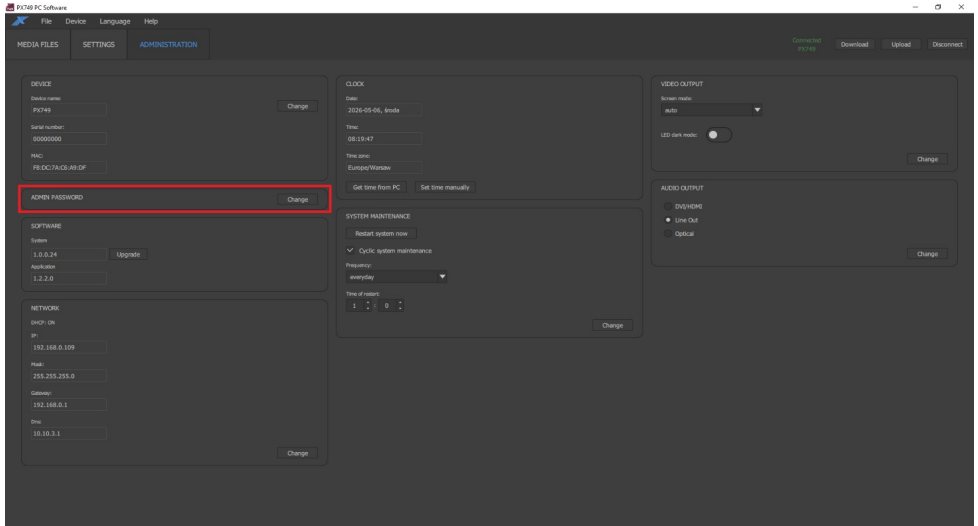 PX749 PC Software
File Device Language Help
MEDIA FILES SETTINGS ADMINISTRATION
Connected
PX749
Download Upload Disconnect
DEVICE
Device name:
PX749
Change
Serial number:
00000000
MAC:
F8:DC:7A:C6:A9:DF
ADMIN PASSWORD
Change
SOFTWARE
System
1.0.0.24
Upgrade
Application
1.2.2.0
NETWORK
DHCP: ON
IP:
192.168.0.109
Mask:
255.255.255.0
Gateway:
192.168.0.1
Dns:
10.10.3.1
Change
CLOCK
Date:
2026-05-06, środa
Time:
08:19:47
Time zone:
Europe/Warsaw
Get time from PC Set time manually
SYSTEM MAINTENANCE
Restart system now
Cyclic system maintenance
Frequency:
everyday
Time of restart:
1 : 0
Change
VIDEO OUTPUT
Screen mode:
auto
LED dark mode:
Change
AUDIO OUTPUT
DVI/HDMI
Line Out
Optical
Change